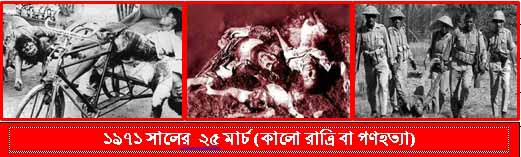 ১৯৭১ সালের ২৫ মার্চ (কালো রাত্রি বা গণহত্যা)